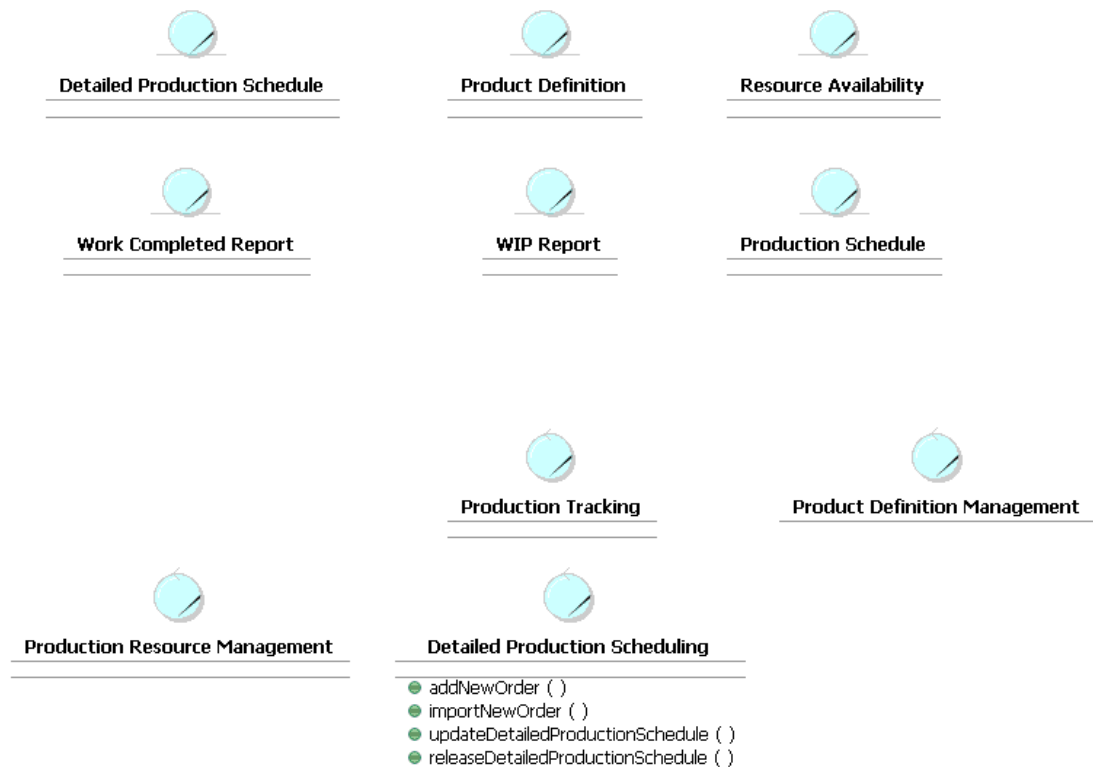 Detailed Production Schedule
Product Definition
Resource Availability
Work Completed Report
WIP Report
Production Schedule
Production Tracking
Product Definition Management
Production Resource Management
Detailed Production Scheduling
addNewOrder ( )
importNewOrder ( )
updateDetailedProductionSchedule ( )
releaseDetailedProductionSchedule ( )